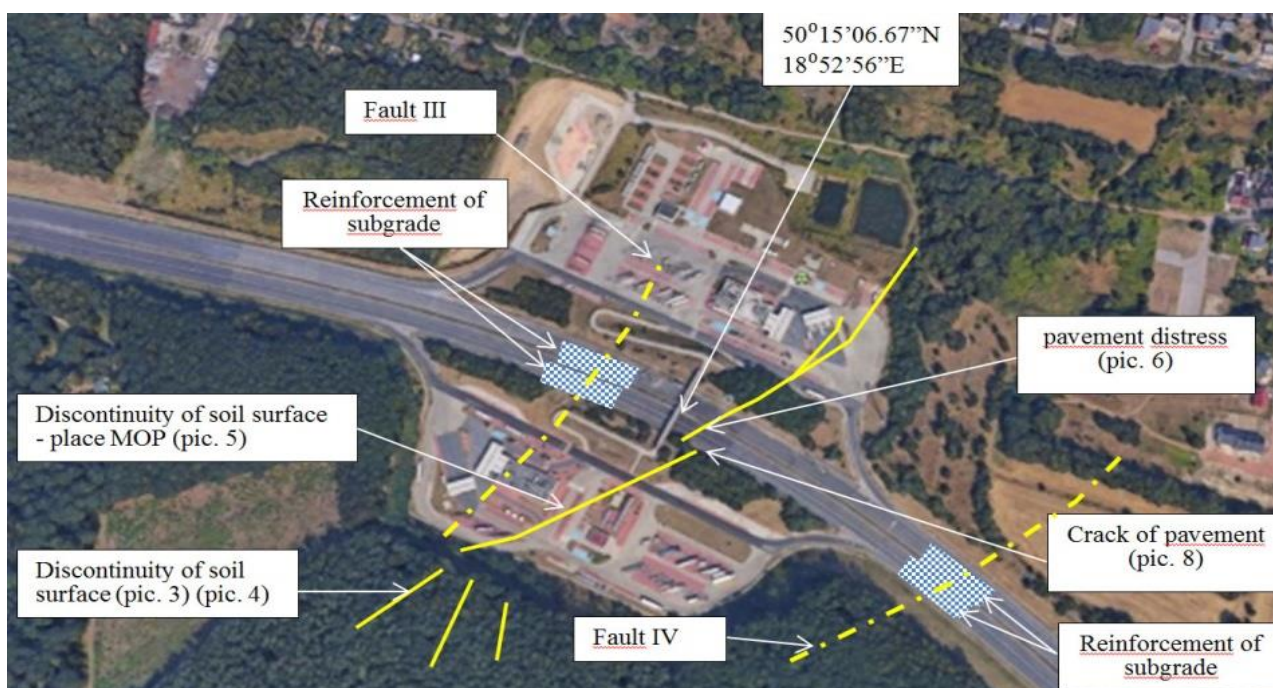 50⁰15’06.67”N
18⁰52’56”E
Fault III
Reinforcement of
subgrade
pavement distress
(pic. 6)
Discontinuity of soil surface
- place MOP (pic. 5)
Crack of pavement
(pic. 8)
Discontinuity of soil
surface (pic. 3) (pic. 4)
Fault IV
Reinforcement of
subgrade